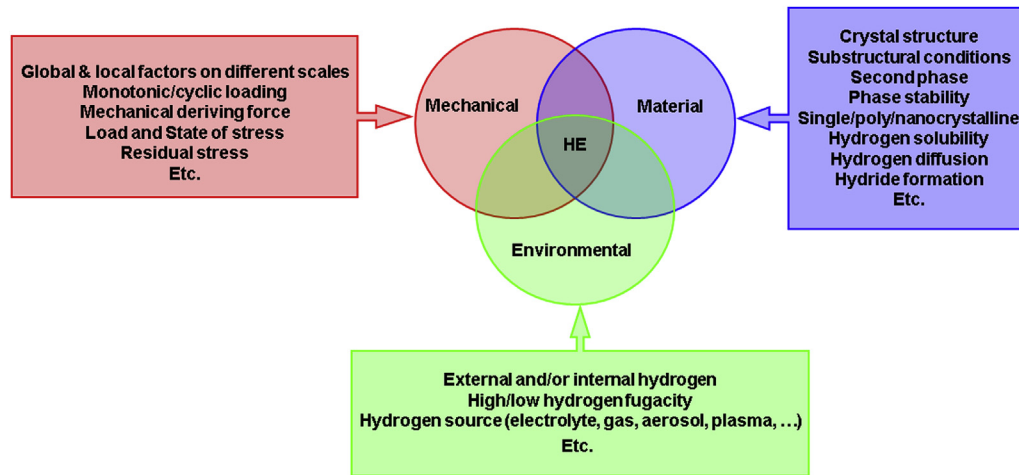 Global & local factors on different scales
Monotonic/cyclic loading
Mechanical deriving force
Load and State of stress
Residual stress
Etc.
Mechanical
Material
HE
Environmental
Crystal structure
Substructural conditions
Second phase
Phase stability
Single/poly/nanocrystalline
Hydrogen solubility
Hydrogen diffusion
Hydride formation
Etc.
External and/or internal hydrogen
High/low hydrogen fugacity
Hydrogen source (electrolyte, gas, aerosol, plasma, ...)
Etc.